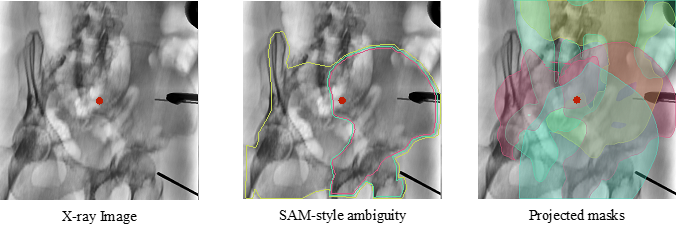 X-ray Image
SAM-style ambiguity
Projected masks